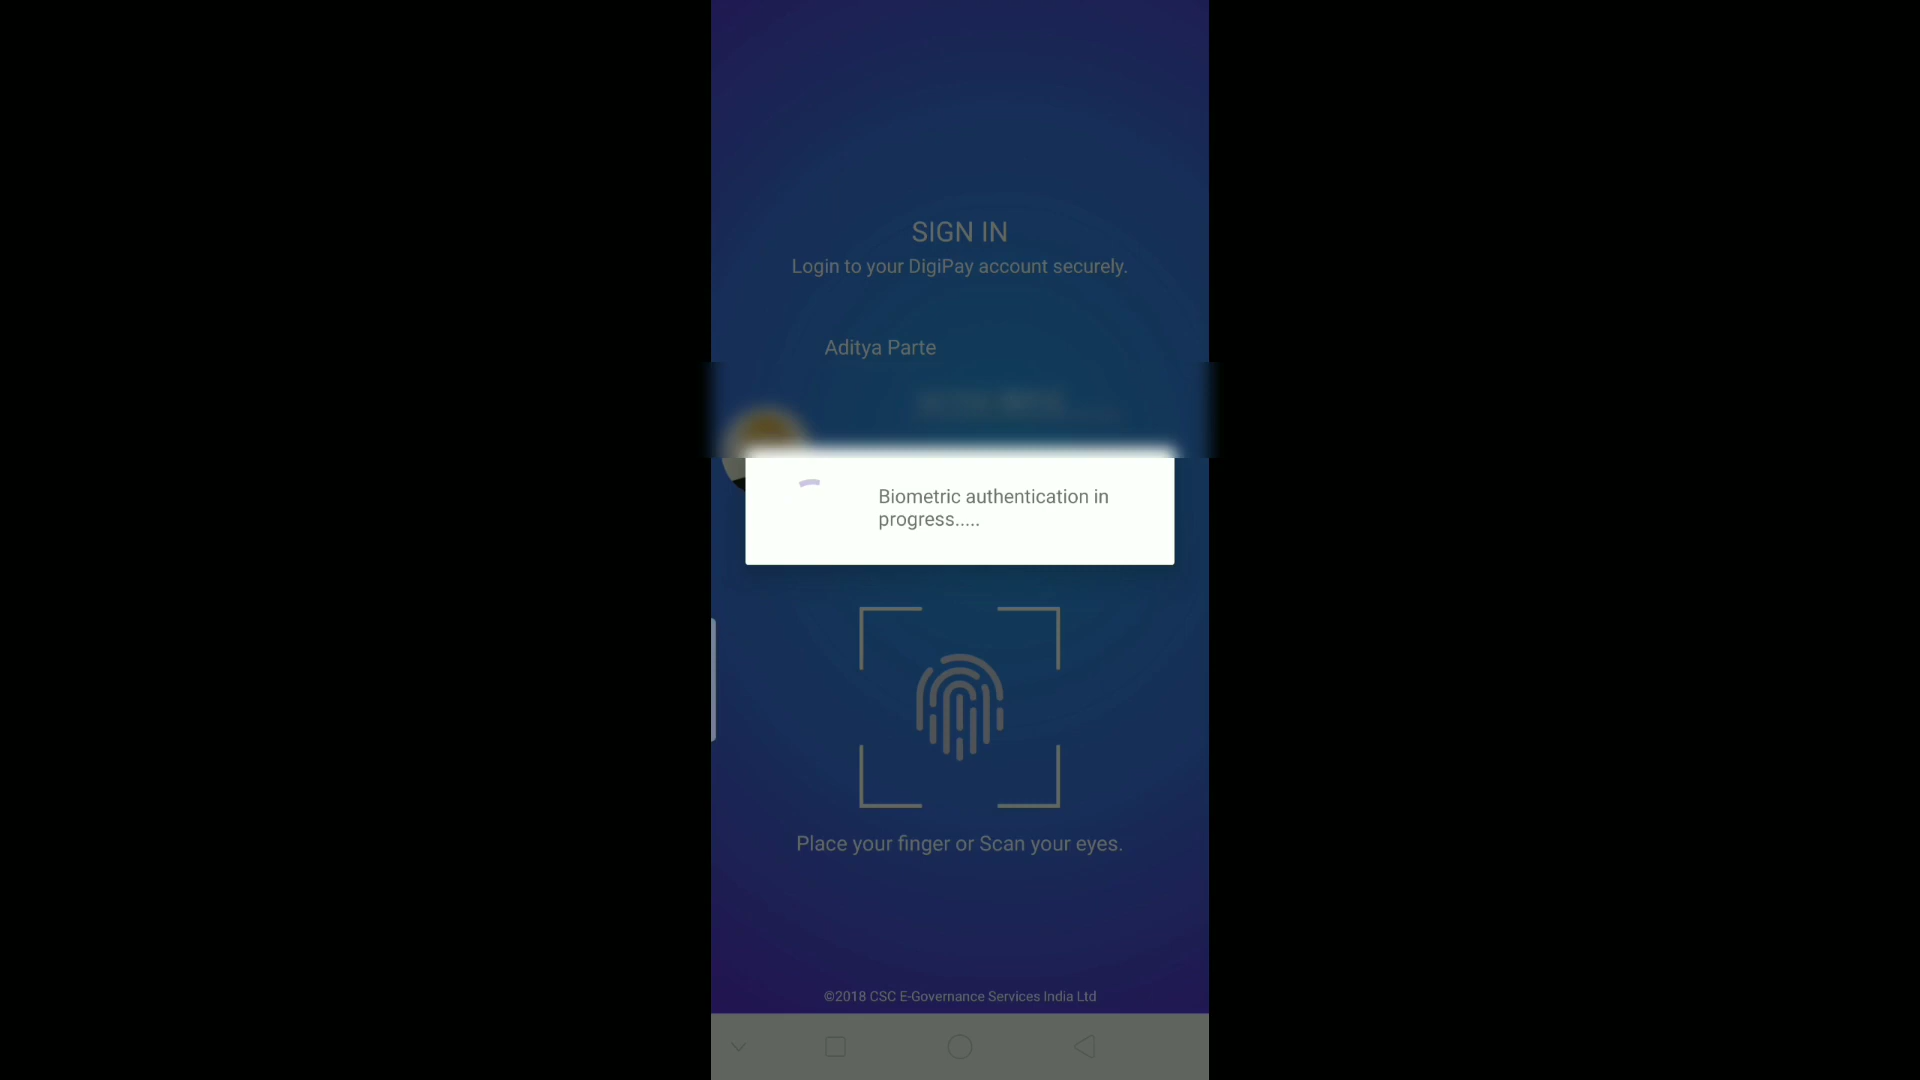 SIGN IN
Login to your DigiPay account securely.
Aditya Parte
Biometric authentication in
progress.....
Place your finger or Scan your eyes.
©2018 CSC E-Governance Services India Ltd